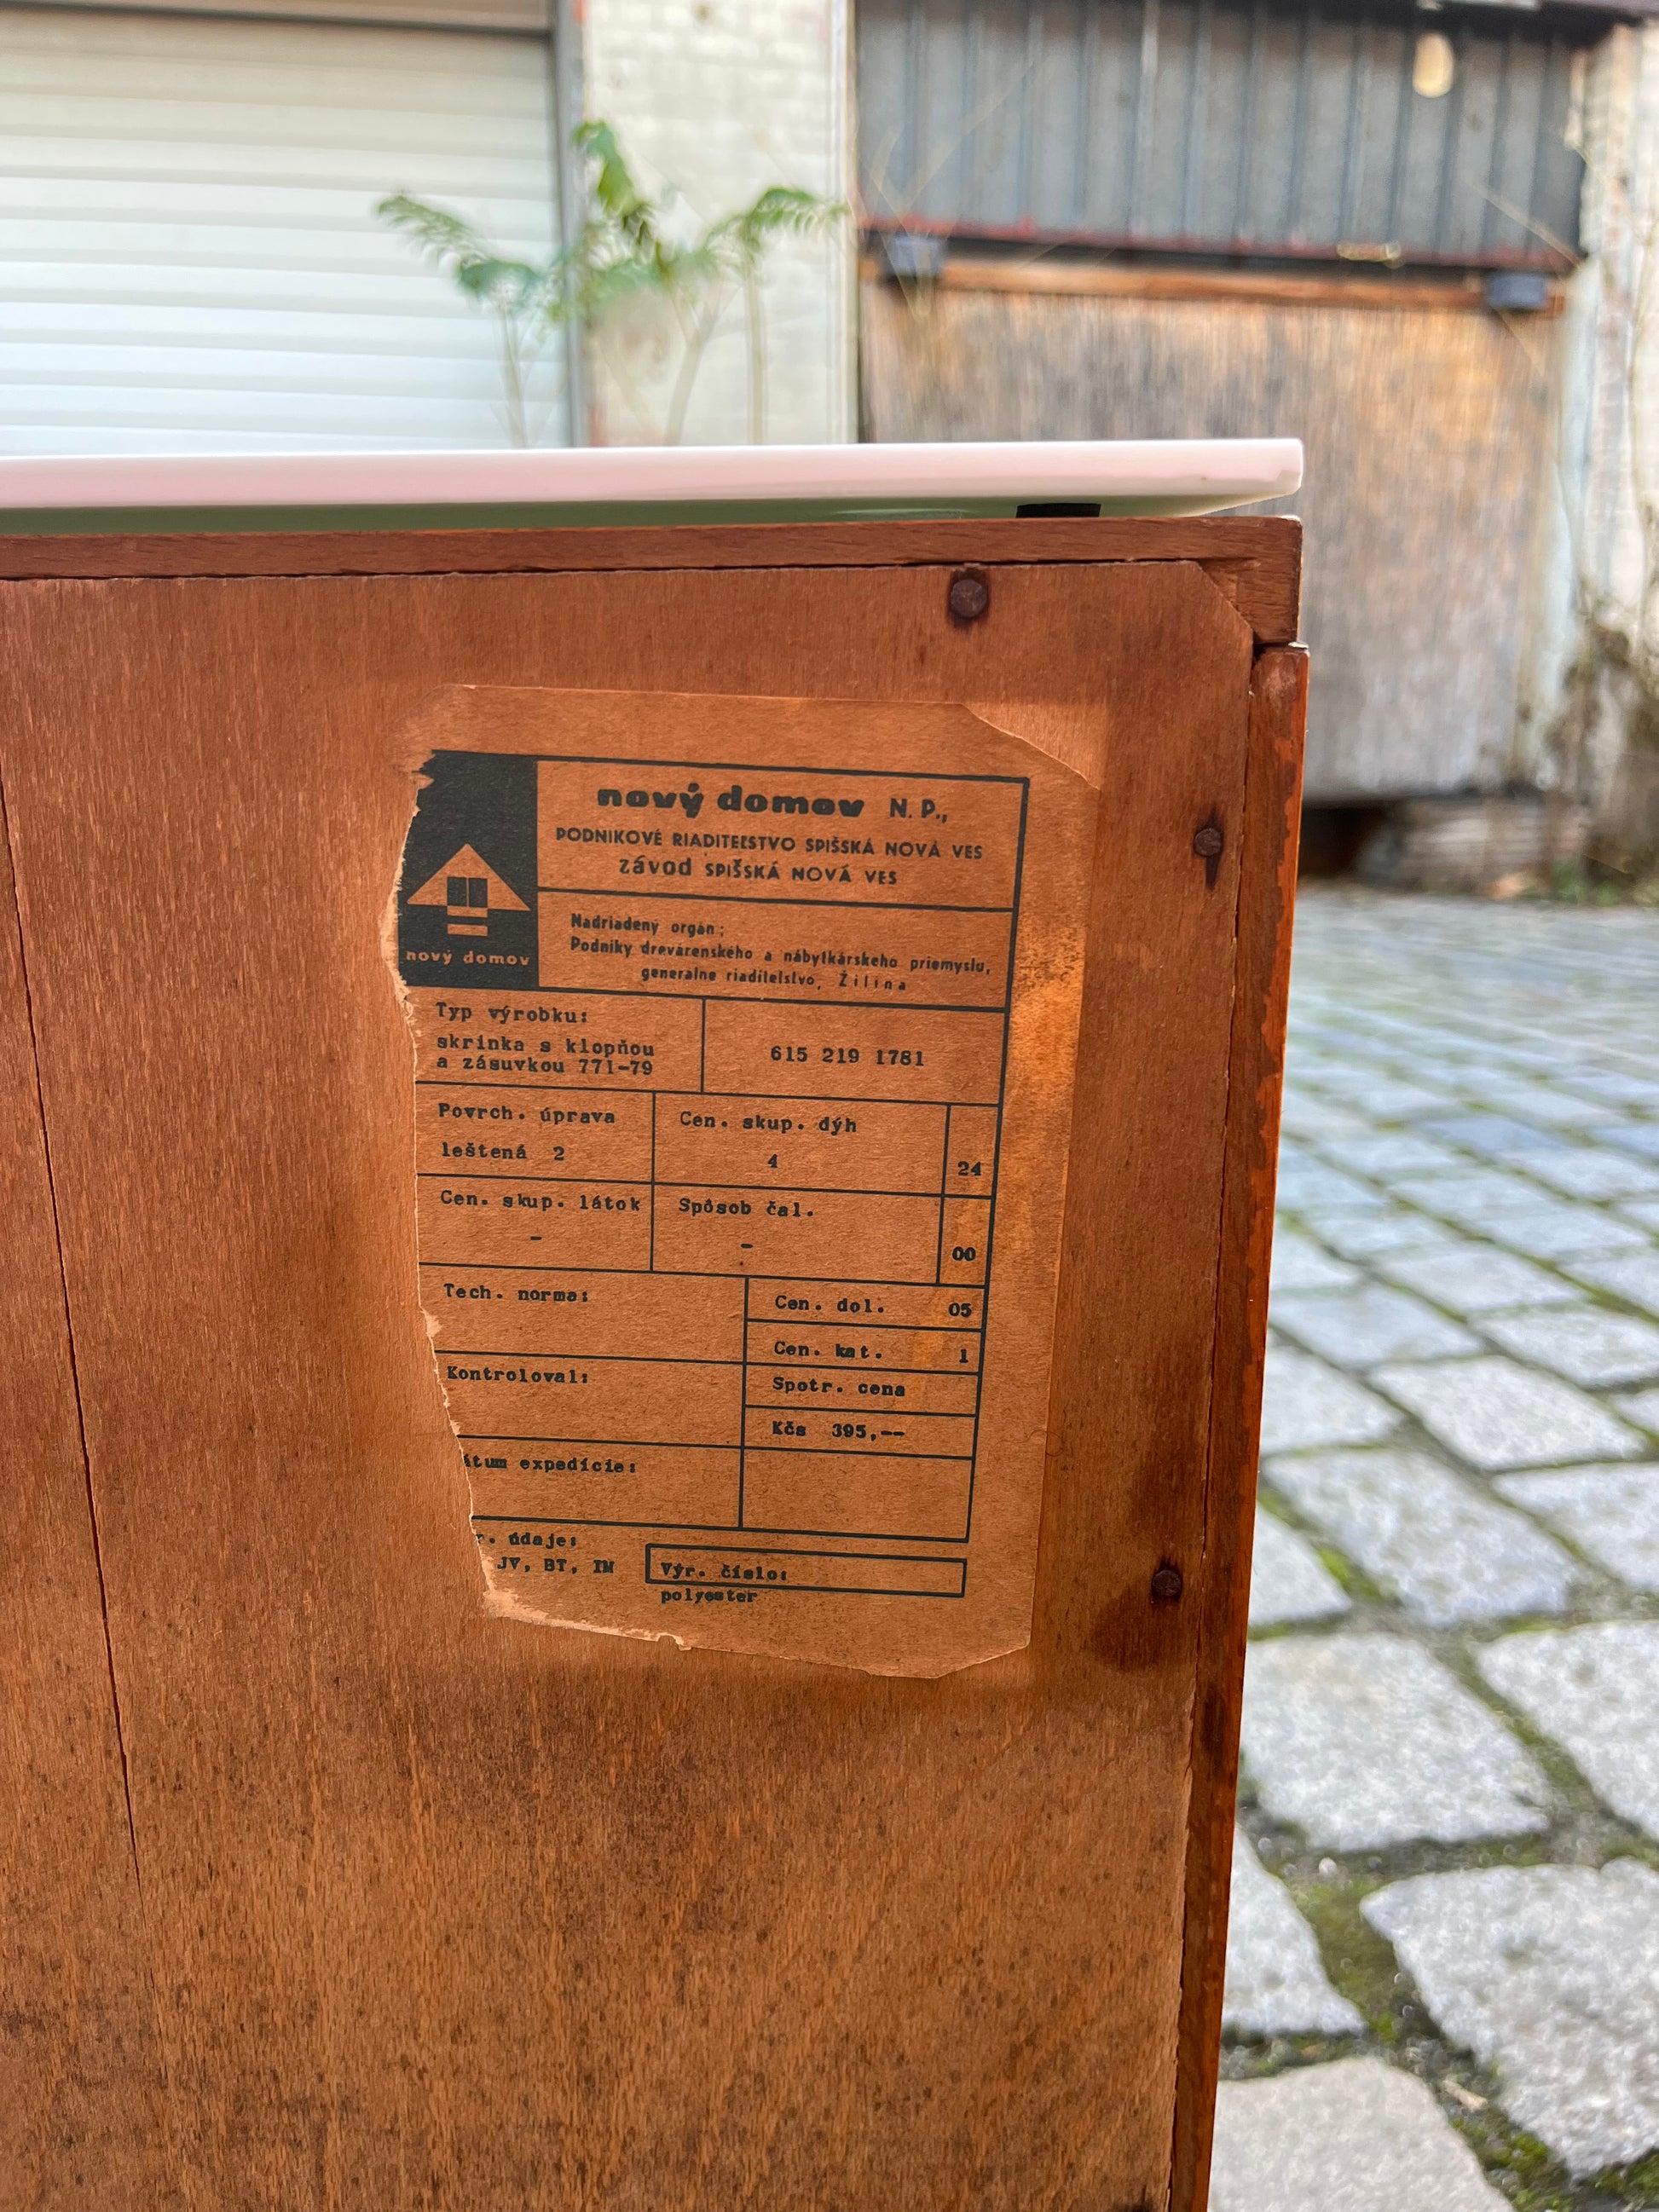 nový domov N. P.,
PODNIKOVÉ RIADITEĽSTVO SPIŠSKÁ NOVÁ VES
závod SPIŠSKÁ NOVÁ VES
nový domov
Nadriadený orgán:
Podniky drevárenského a nábytkárskeho priemyslu,
generálne riaditeľstvo, Žilina
Typ výrobku:
skrinka s klopňou
a zásuvkou 771-79
615 219 1781
Povrch. úprava
leštená 2
Cen. skup. dýh
4
24
Cen. skup. látok
-
Spôsob čal.
-
00
Tech. norma:
Cen. dol. 05
Cen. kat. 1
Kontroloval:
Spotr. cena
Kčs 395,--
átum expedície:
r. údaje:
JV, BT, IM
Výr. číslo:
polyester